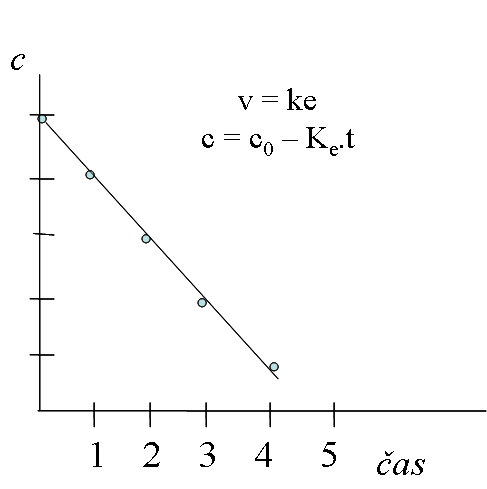 c
v = ke
c = c₀ – Kₑ.t
1 2 3 4 5
čas